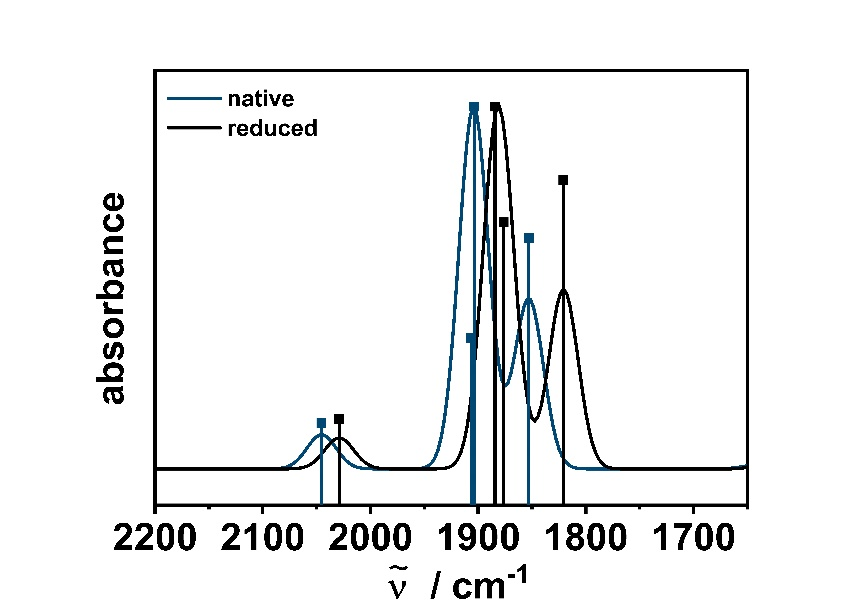 native
reduced
absorbance
2200 2100 2000 1900 1800 1700
ν̃ / cm⁻¹